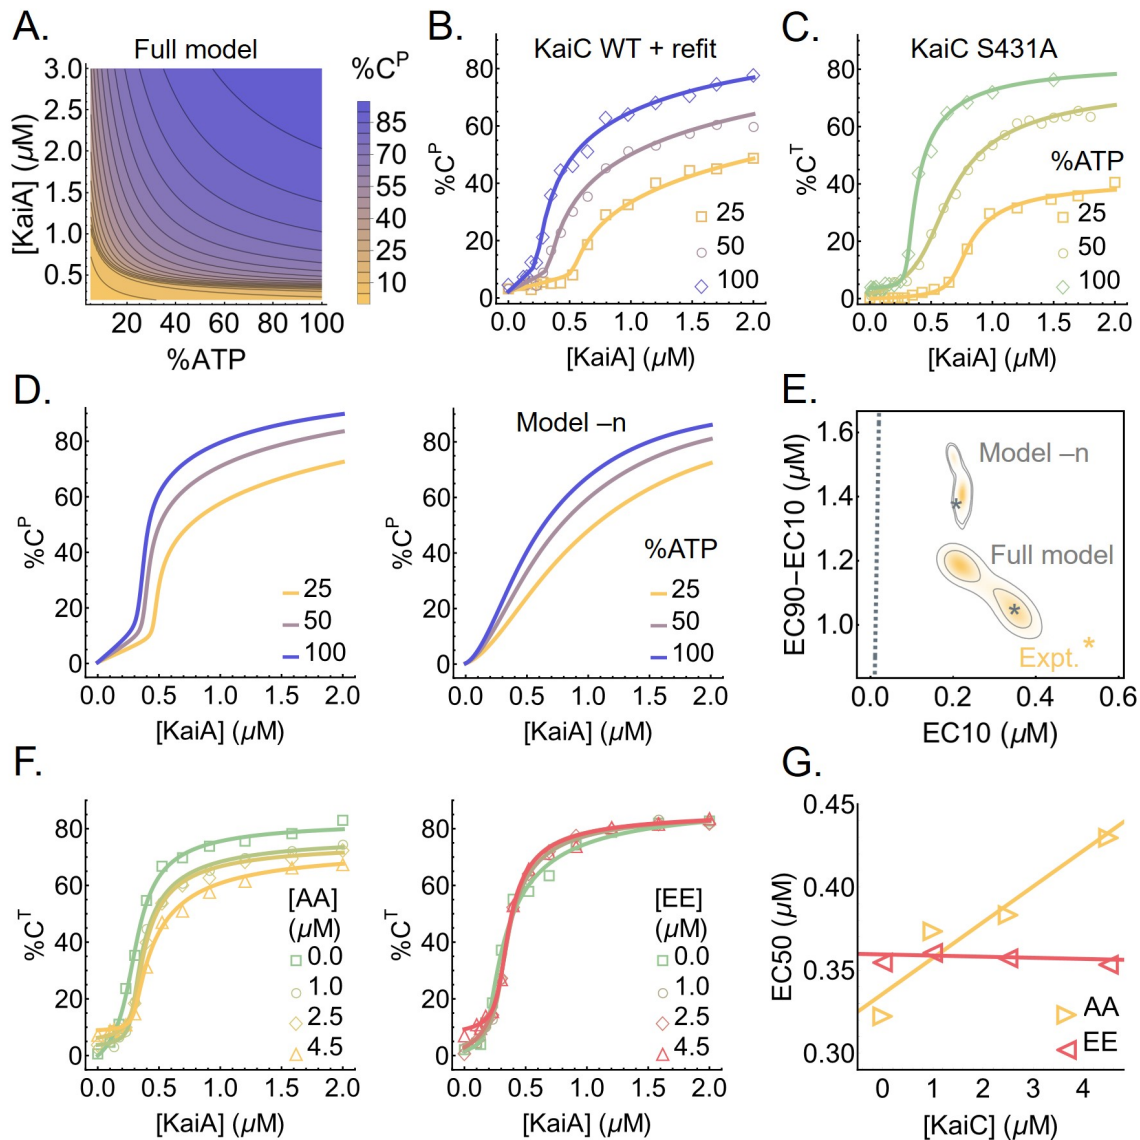 A.
Full model
%Cᴾ
[KaiA] (µM)
3.0
2.5
2.0
1.5
1.0
0.5
20 40 60 80 100
%ATP
85
70
55
40
25
10
B.
KaiC WT + refit
%Cᴾ
80
60
40
20
0
25
50
100
0.0 0.5 1.0 1.5 2.0
[KaiA] (µM)
C.
KaiC S431A
%Cᵀ
80
60
40
20
0
%ATP
25
50
100
0.0 0.5 1.0 1.5 2.0
[KaiA] (µM)
D.
%Cᴾ
80
60
40
20
0
25
50
100
0.0 0.5 1.0 1.5 2.0
[KaiA] (µM)
Model –n
%Cᴾ
80
60
40
20
0
%ATP
25
50
100
0.0 0.5 1.0 1.5 2.0
[KaiA] (µM)
E.
EC90–EC10 (µM)
1.6
1.4
1.2
1.0
Model –n
*
Full model
*
Expt. *
0.0 0.2 0.4 0.6
EC10 (µM)
F.
%Cᵀ
80
60
40
20
0
[AA]
(µM)
0.0
1.0
2.5
4.5
0.0 0.5 1.0 1.5 2.0
[KaiA] (µM)
%Cᵀ
80
60
40
20
0
[EE]
(µM)
0.0
1.0
2.5
4.5
0.0 0.5 1.0 1.5 2.0
[KaiA] (µM)
G.
EC50 (µM)
0.45
0.40
0.35
0.30
AA
EE
0 1 2 3 4
[KaiC] (µM)